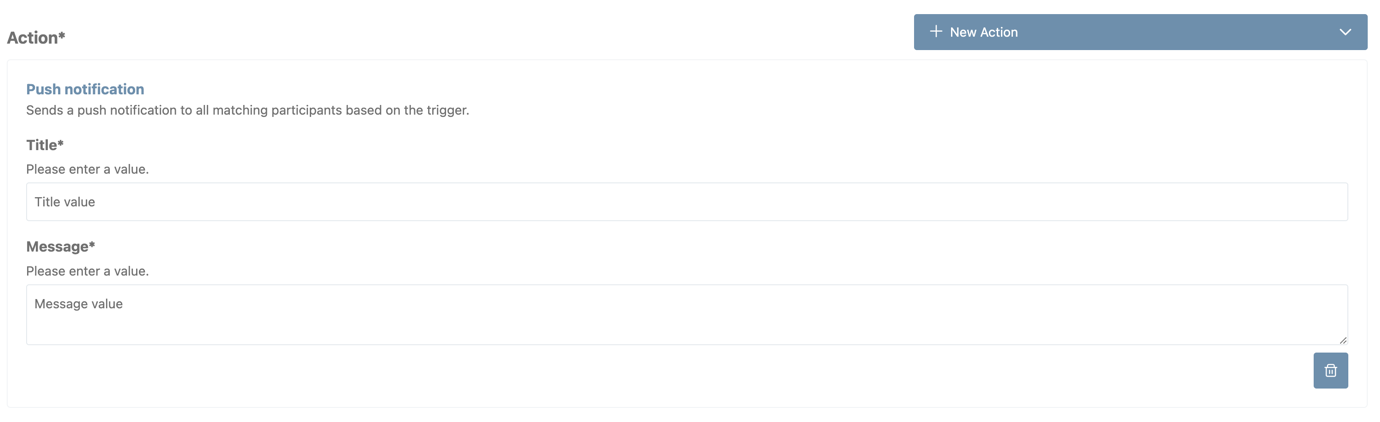 Action*
New Action
Push notification
Sends a push notification to all matching participants based on the trigger.
Title*
Please enter a value.
Title value
Message*
Please enter a value.
Message value